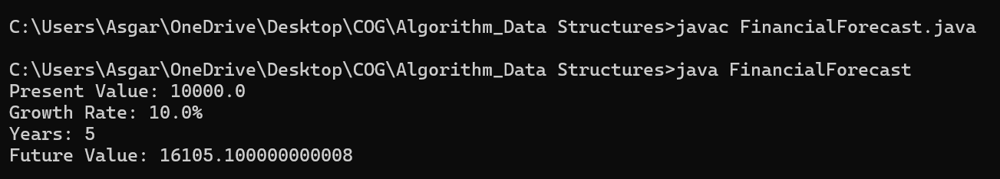 C:\Users\Asgar\OneDrive\Desktop\COG\Algorithm_Data Structures>javac FinancialForecast.java
C:\Users\Asgar\OneDrive\Desktop\COG\Algorithm_Data Structures>java FinancialForecast
Present Value: 10000.0
Growth Rate: 10.0%
Years: 5
Future Value: 16105.100000000008